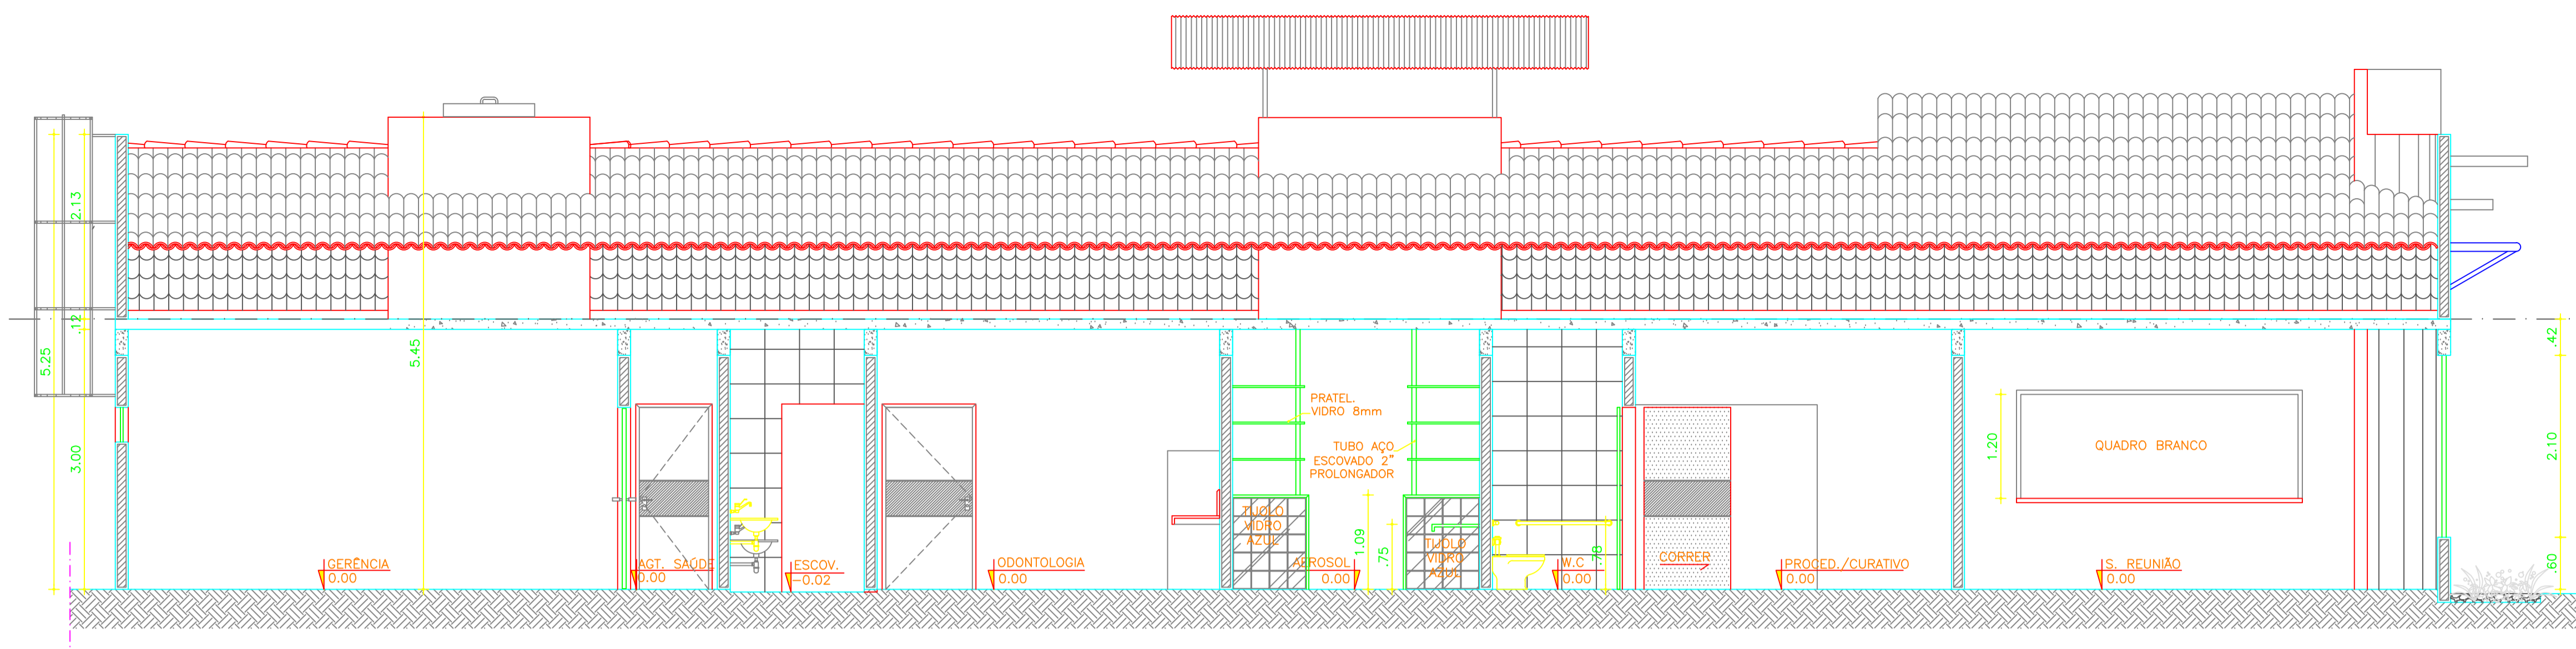 2.13
.12
5.25
3.00
5.45
.42
2.10
.60
PRATEL.
VIDRO 8mm
TUBO AÇO
ESCOVADO 2"
PROLONGADOR
1.20
QUADRO BRANCO
TIJOLO
VIDRO
AZUL
1.09
.75
TIJOLO
VIDRO
AZUL
.78
CORRER
GERÊNCIA
0.00
AGT. SAÚDE
0.00
ESCOV.
-0.02
ODONTOLOGIA
0.00
AEROSOL
0.00
W.C
0.00
PROCED./CURATIVO
0.00
S. REUNIÃO
0.00